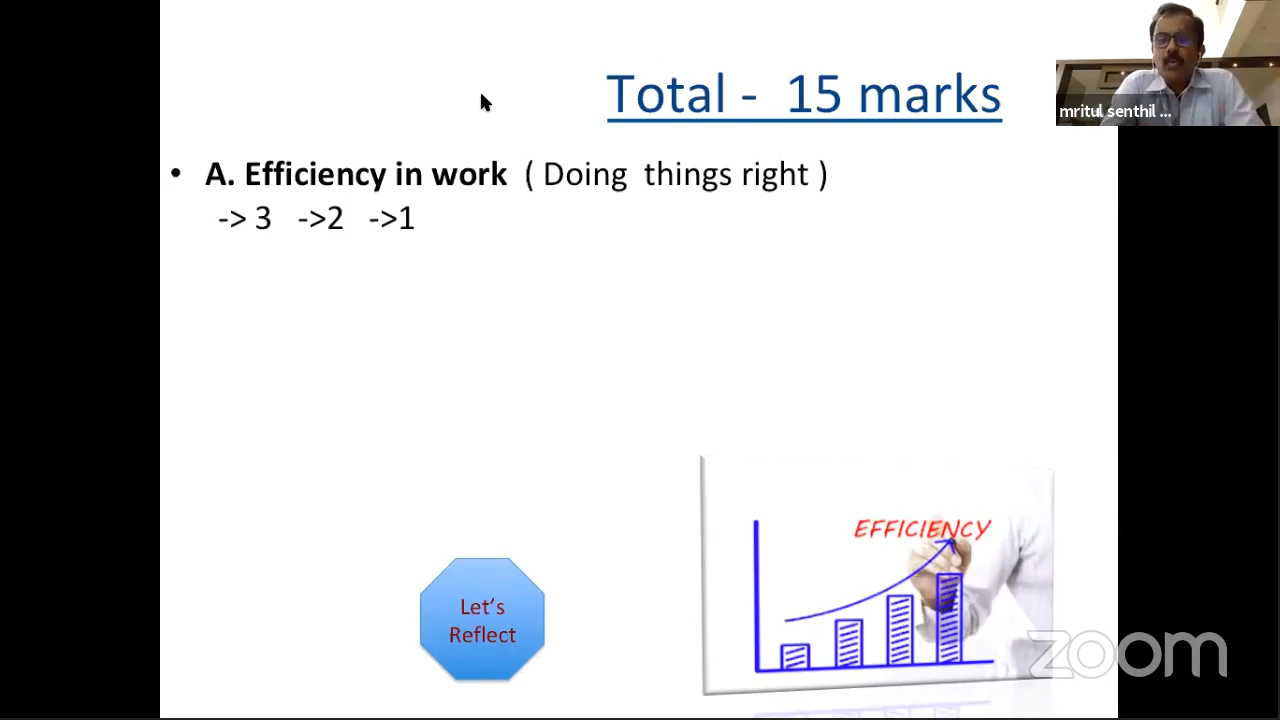 Total - 15 marks
mritul senthil ...
• A. Efficiency in work ( Doing things right )
-> 3 ->2 ->1
EFFICIENCY
Let's
Reflect
zoom